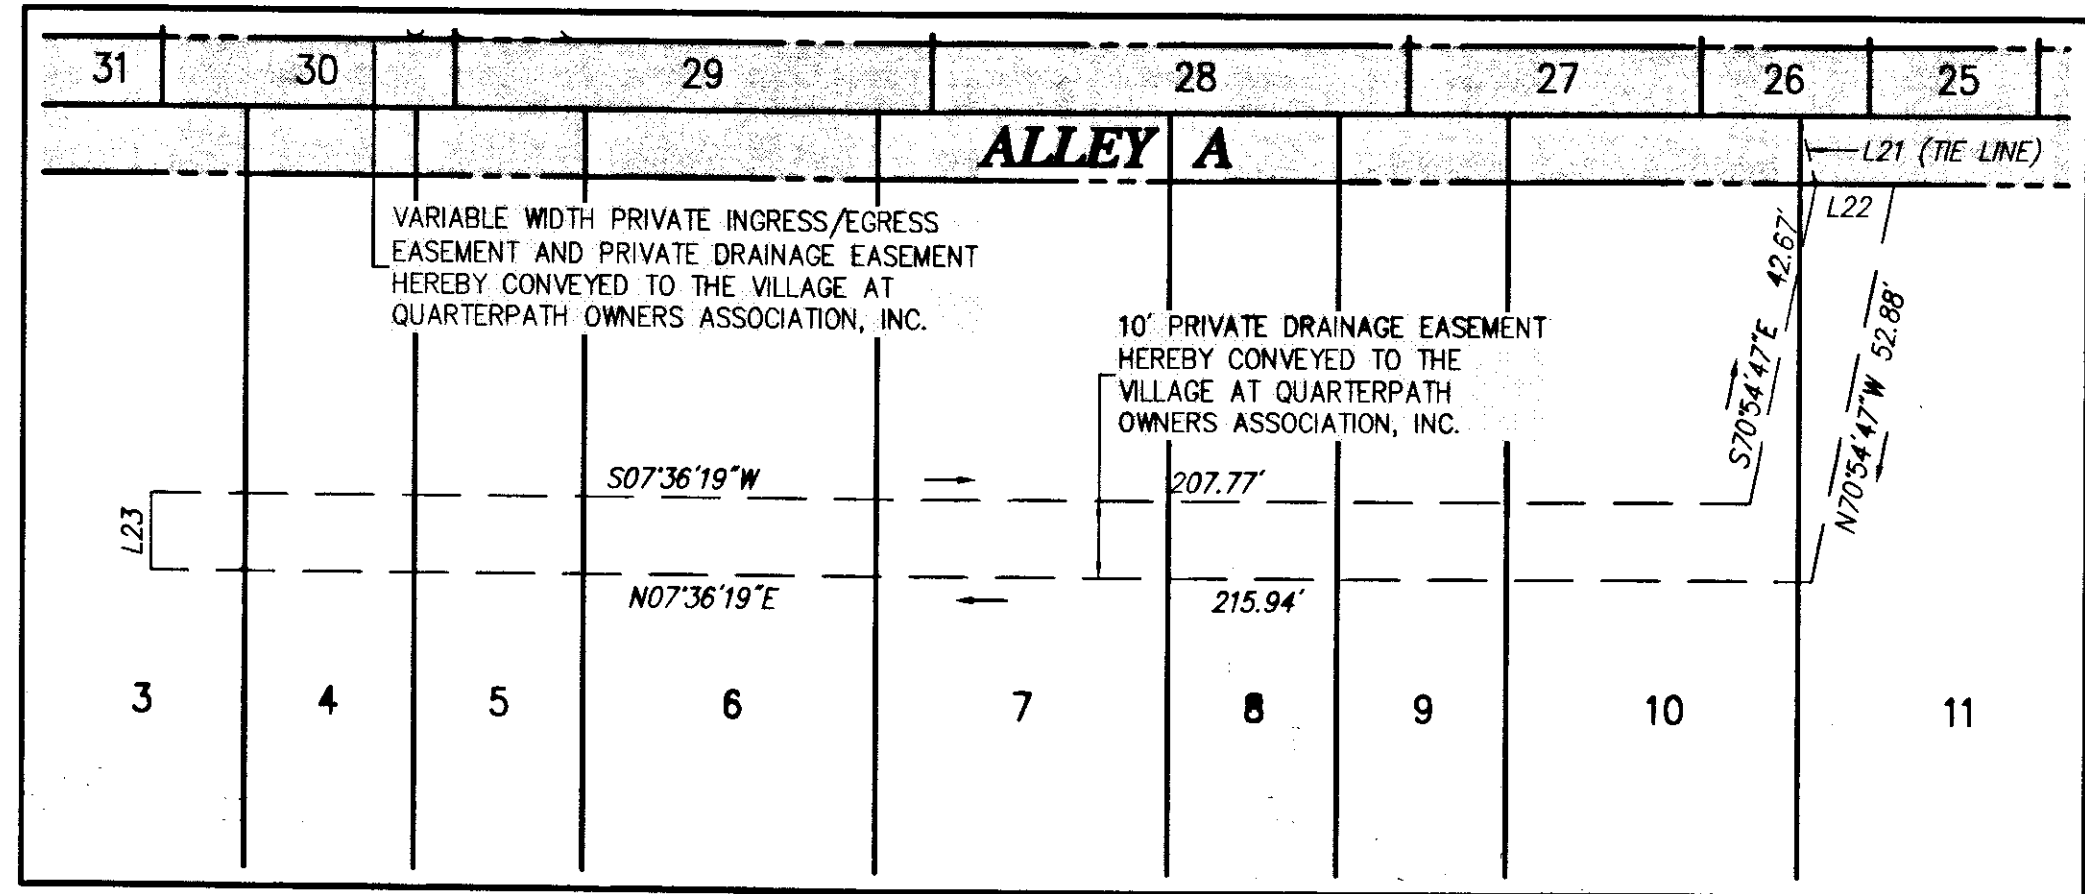 31 30 29 28 27 26 25
ALLEY A
L21 (TIE LINE)
L22
VARIABLE WIDTH PRIVATE INGRESS/EGRESS
EASEMENT AND PRIVATE DRAINAGE EASEMENT
HEREBY CONVEYED TO THE VILLAGE AT
QUARTERPATH OWNERS ASSOCIATION, INC.
10' PRIVATE DRAINAGE EASEMENT
HEREBY CONVEYED TO THE
VILLAGE AT QUARTERPATH
OWNERS ASSOCIATION, INC.
S70°54'47"E 42.67'
N70°54'47"W 52.88'
S07°36'19"W 207.77'
L23
N07°36'19"E 215.94'
3 4 5 6 7 8 9 10 11